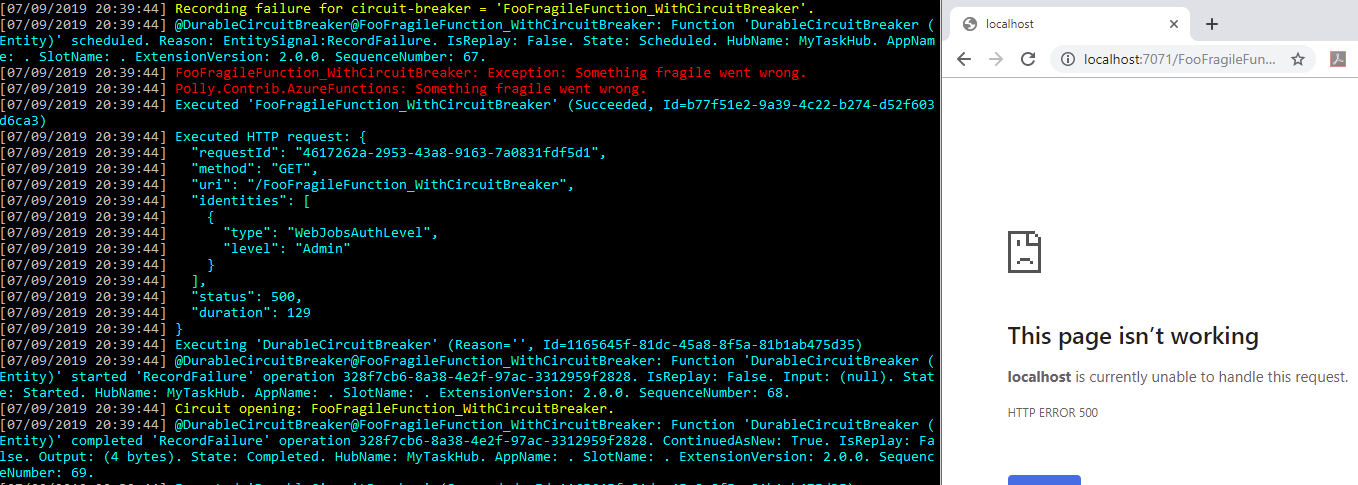 [07/09/2019 20:39:44] Recording failure for circuit-breaker = 'FooFragileFunction_WithCircuitBreaker'.
[07/09/2019 20:39:44] @DurableCircuitBreaker@FooFragileFunction_WithCircuitBreaker: Function 'DurableCircuitBreaker (
Entity)' scheduled. Reason: EntitySignal:RecordFailure. IsReplay: False. State: Scheduled. HubName: MyTaskHub. AppNam
e: . SlotName: . ExtensionVersion: 2.0.0. SequenceNumber: 67.
[07/09/2019 20:39:44] FooFragileFunction_WithCircuitBreaker: Exception: Something fragile went wrong.
[07/09/2019 20:39:44] Polly.Contrib.AzureFunctions: Something fragile went wrong.
[07/09/2019 20:39:44] Executed 'FooFragileFunction_WithCircuitBreaker' (Succeeded, Id=b77f51e2-9a39-4c22-b274-d52f603
d6ca3)
[07/09/2019 20:39:44] Executed HTTP request: {
[07/09/2019 20:39:44]   "requestId": "4617262a-2953-43a8-9163-7a0831fdf5d1",
[07/09/2019 20:39:44]   "method": "GET",
[07/09/2019 20:39:44]   "uri": "/FooFragileFunction_WithCircuitBreaker",
[07/09/2019 20:39:44]   "identities": [
[07/09/2019 20:39:44]     {
[07/09/2019 20:39:44]       "type": "WebJobsAuthLevel",
[07/09/2019 20:39:44]       "level": "Admin"
[07/09/2019 20:39:44]     }
[07/09/2019 20:39:44]   ],
[07/09/2019 20:39:44]   "status": 500,
[07/09/2019 20:39:44]   "duration": 129
[07/09/2019 20:39:44] }
[07/09/2019 20:39:44] Executing 'DurableCircuitBreaker' (Reason='', Id=1165645f-81dc-45a8-8f5a-81b1ab475d35)
[07/09/2019 20:39:44] @DurableCircuitBreaker@FooFragileFunction_WithCircuitBreaker: Function 'DurableCircuitBreaker (
Entity)' started 'RecordFailure' operation 328f7cb6-8a38-4e2f-97ac-3312959f2828. IsReplay: False. Input: (null). Stat
e: Started. HubName: MyTaskHub. AppName: . SlotName: . ExtensionVersion: 2.0.0. SequenceNumber: 68.
[07/09/2019 20:39:44] Circuit opening: FooFragileFunction_WithCircuitBreaker.
[07/09/2019 20:39:44] @DurableCircuitBreaker@FooFragileFunction_WithCircuitBreaker: Function 'DurableCircuitBreaker (
Entity)' completed 'RecordFailure' operation 328f7cb6-8a38-4e2f-97ac-3312959f2828. ContinuedAsNew: True. IsReplay: Fa
lse. Output: (4 bytes). State: Completed. HubName: MyTaskHub. AppName: . SlotName: . ExtensionVersion: 2.0.0. Sequenc
eNumber: 69.
localhost
localhost:7071/FooFragileFun...
This page isn’t working
localhost is currently unable to handle this request.
HTTP ERROR 500